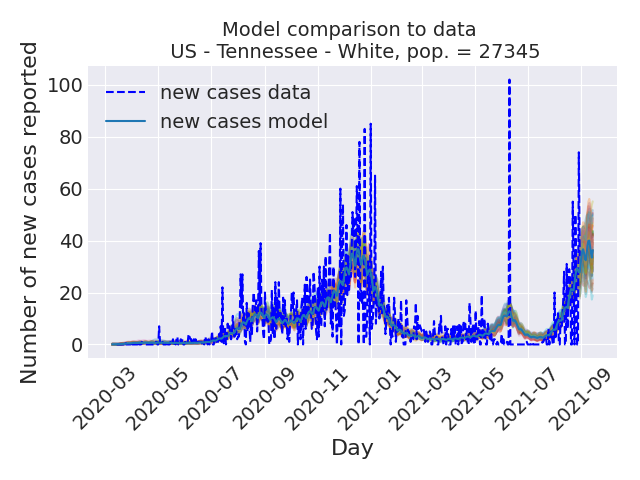 Model comparison to data
US - Tennessee - White, pop. = 27345
Number of new cases reported
100
80
60
40
20
0
new cases data
new cases model
2020-03
2020-05
2020-07
2020-09
2020-11
2021-01
2021-03
2021-05
2021-07
2021-09
Day